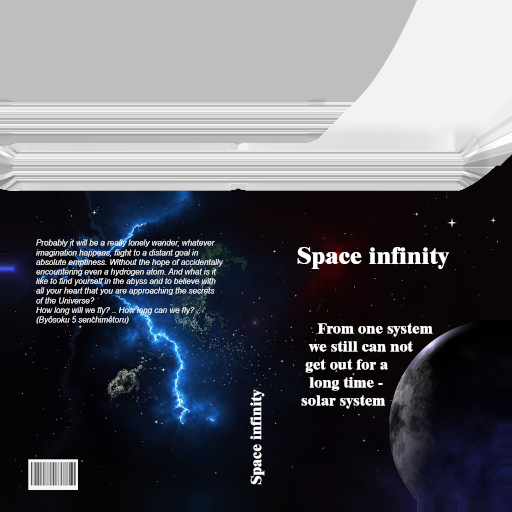 Probably it will be a really lonely wander, whatever
imagination happens, flight to a distant goal in
absolute emptiness. Without the hope of accidentally
encountering even a hydrogen atom. And what is it
like to find yourself in the abyss and to believe with
all your heart that you are approaching the secrets
of the Universe?
How long will we fly? .. How long can we fly?
(Byôsoku 5 senchimêtoru)
Space infinity
Space infinity
From one system
we still can not
get out for a
long time -
solar system